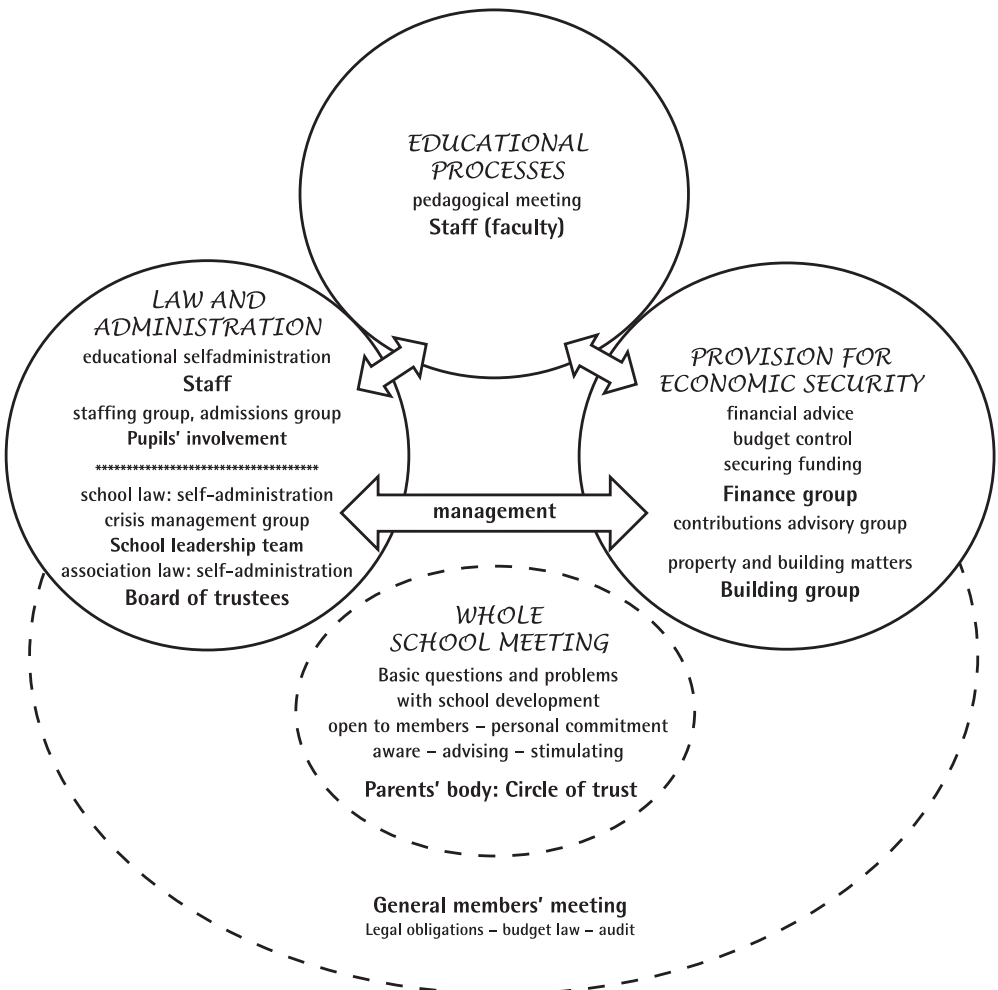 EDUCATIONAL
PROCESSES
pedagogical meeting
Staff (faculty)
LAW AND
ADMINISTRATION
educational selfadministration
Staff
staffing group, admissions group
Pupils' involvement
************************************
school law: self-administration
crisis management group
School leadership team
association law: self-administration
Board of trustees
management
PROVISION FOR
ECONOMIC SECURITY
financial advice
budget control
securing funding
Finance group
contributions advisory group
property and building matters
Building group
WHOLE
SCHOOL MEETING
Basic questions and problems
with school development
open to members – personal commitment
aware – advising – stimulating
Parents' body: Circle of trust
General members' meeting
Legal obligations – budget law – audit